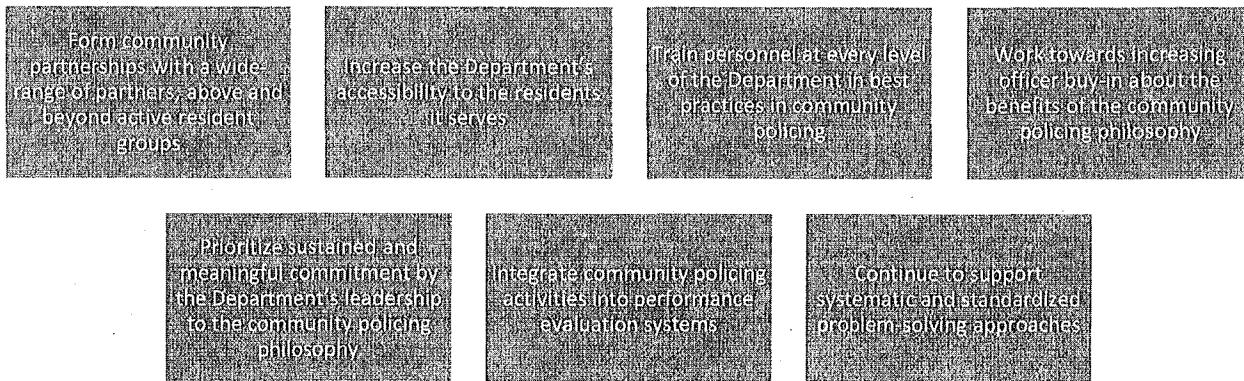 Form community
partnerships with a wide-
range of partners, above and
beyond active resident
groups
Increase the Department's
accessibility to the residents
it serves
Train personnel at every level
of the Department in best
practices in community
policing
Work towards increasing
officer buy-in about the
benefits of the community
policing philosophy
Prioritize sustained and
meaningful commitment by
the Department's leadership
to the community policing
philosophy
Integrate community policing
activities into performance
evaluation systems
Continue to support
systematic and standardized
problem-solving approaches